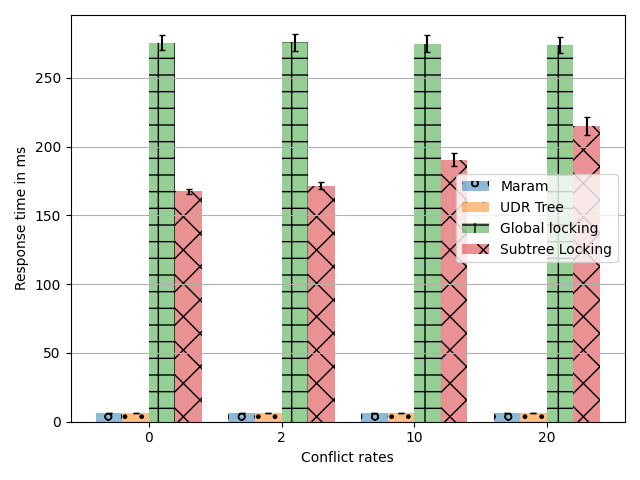 Response time in ms
250
200
150
100
50
0
0 2 10 20
Conflict rates
Maram
UDR Tree
Global locking
Subtree Locking